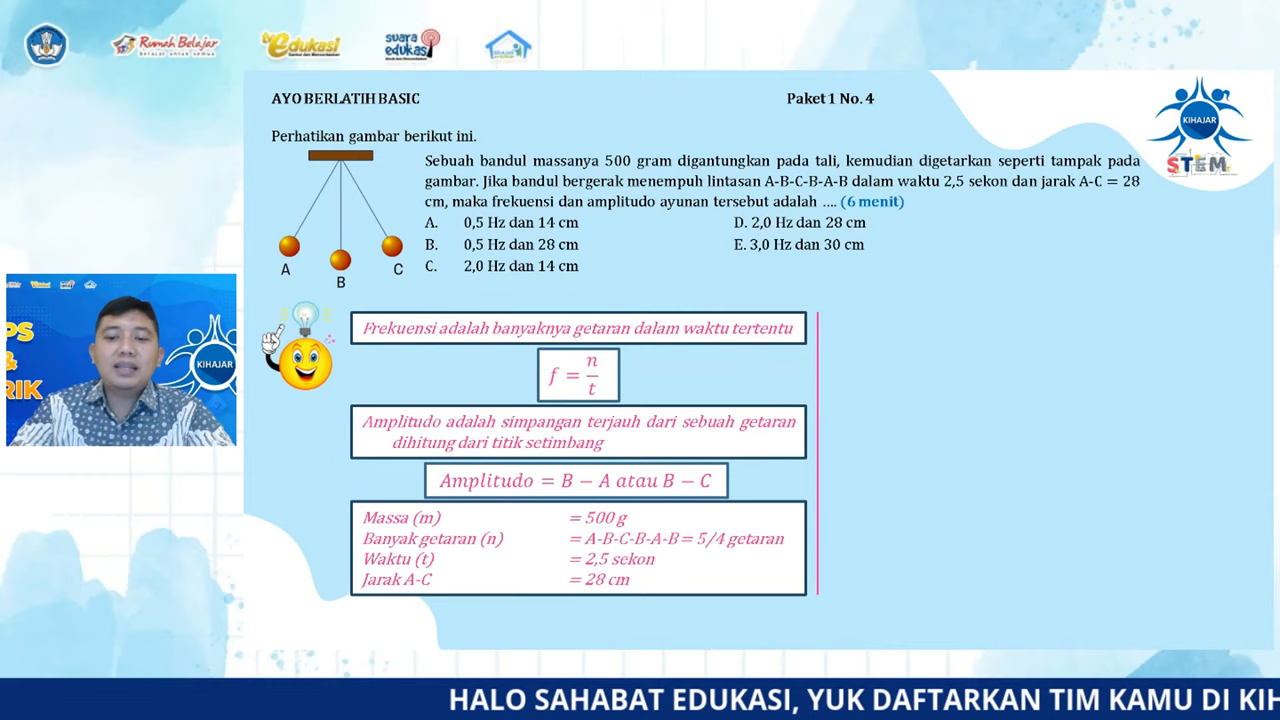 Rumah Belajar
Belajar untuk semua
tv Edukasi
suara
edukasi
AYO BERLATIH BASIC
Paket 1 No. 4
KIHAJAR
STEM
Perhatikan gambar berikut ini.
Sebuah bandul massanya 500 gram digantungkan pada tali, kemudian digetarkan seperti tampak pada
gambar. Jika bandul bergerak menempuh lintasan A-B-C-B-A-B dalam waktu 2,5 sekon dan jarak A-C = 28
cm, maka frekuensi dan amplitudo ayunan tersebut adalah .... (6 menit)
A. 0,5 Hz dan 14 cm
D. 2,0 Hz dan 28 cm
B. 0,5 Hz dan 28 cm
E. 3,0 Hz dan 30 cm
C. 2,0 Hz dan 14 cm
A
B
C
Frekuensi adalah banyaknya getaran dalam waktu tertentu
f = n/t
Amplitudo adalah simpangan terjauh dari sebuah getaran
dihitung dari titik setimbang
Amplitudo = B − A atau B − C
Massa (m) = 500 g
Banyak getaran (n) = A-B-C-B-A-B = 5/4 getaran
Waktu (t) = 2,5 sekon
Jarak A-C = 28 cm
PS
&
RIK
KIHAJAR
HALO SAHABAT EDUKASI, YUK DAFTARKAN TIM KAMU DI KIH